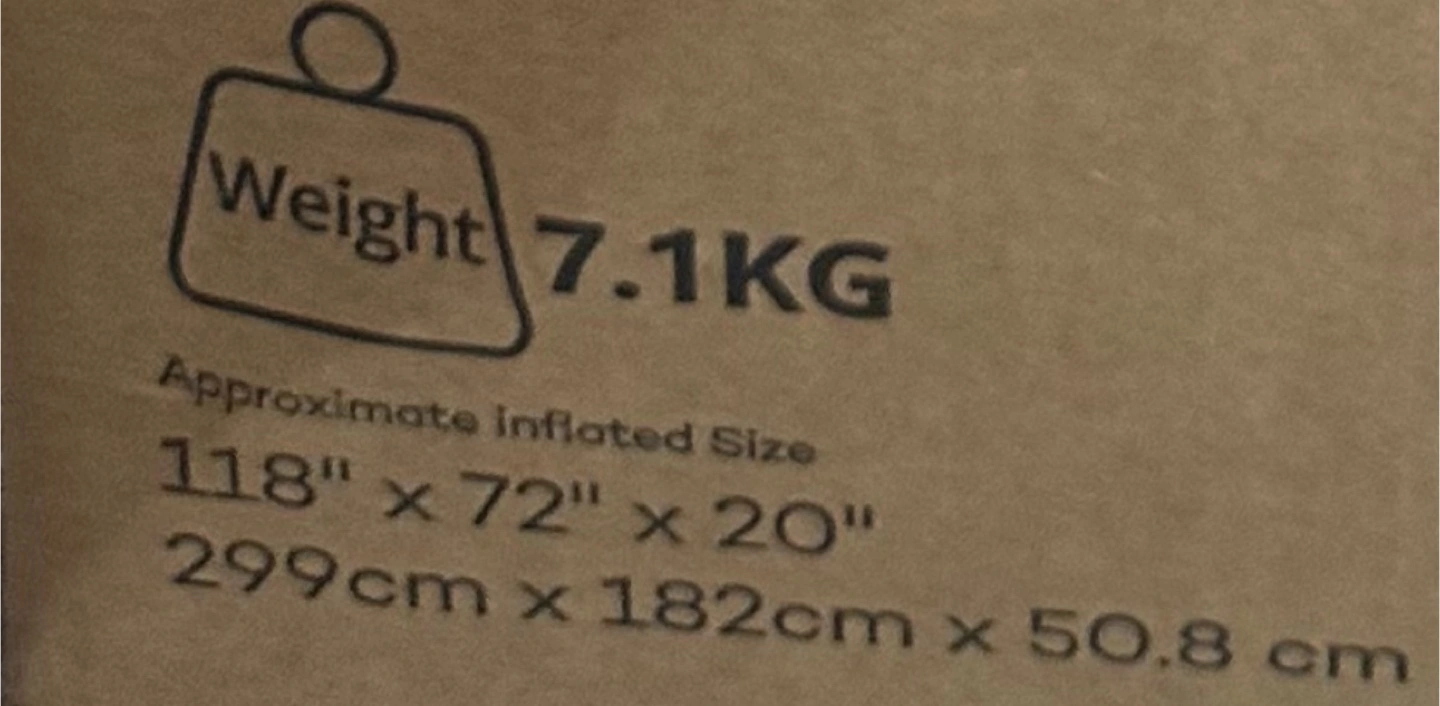 Weight 7.1KG
Approximate inflated Size
118" x 72" x 20"
299cm x 182cm x 50.8 cm